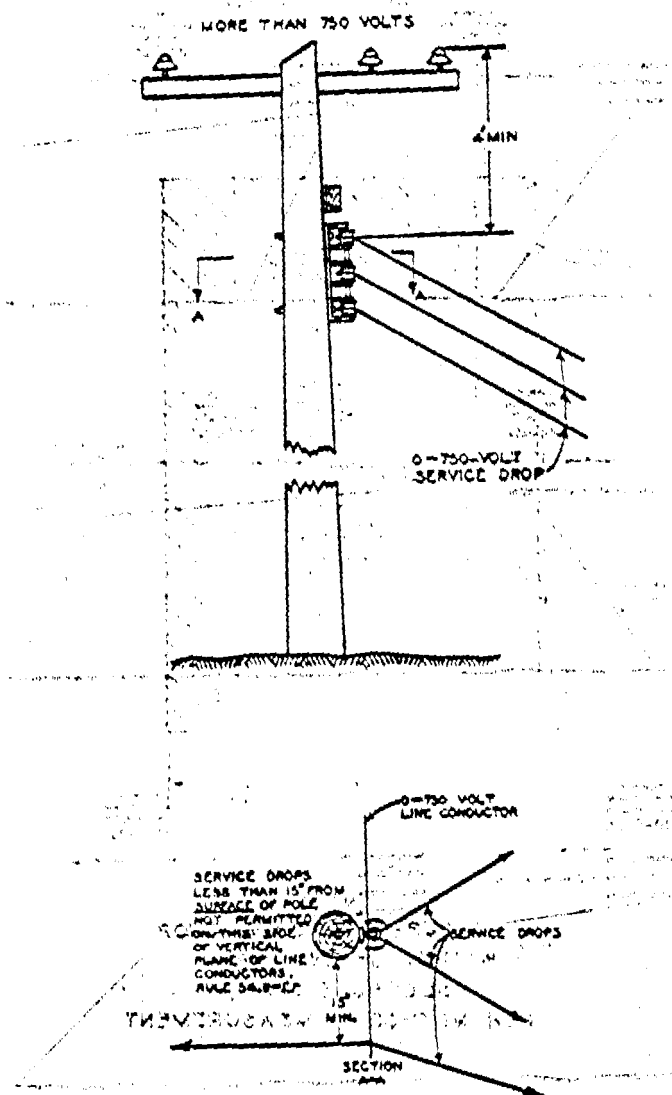 MORE THAN 750 VOLTS
4' MIN
A
A
0-750-VOLT
SERVICE DROP
0-750 VOLT
LINE CONDUCTOR
SERVICE DROPS
LESS THAN 15" FROM
SURFACE OF POLE
NOT PERMITTED
ON THIS SIDE
OF VERTICAL
PLANE OF LINE
CONDUCTORS,
RULE
SERVICE DROPS
15"
MIN.
SECTION
A-A